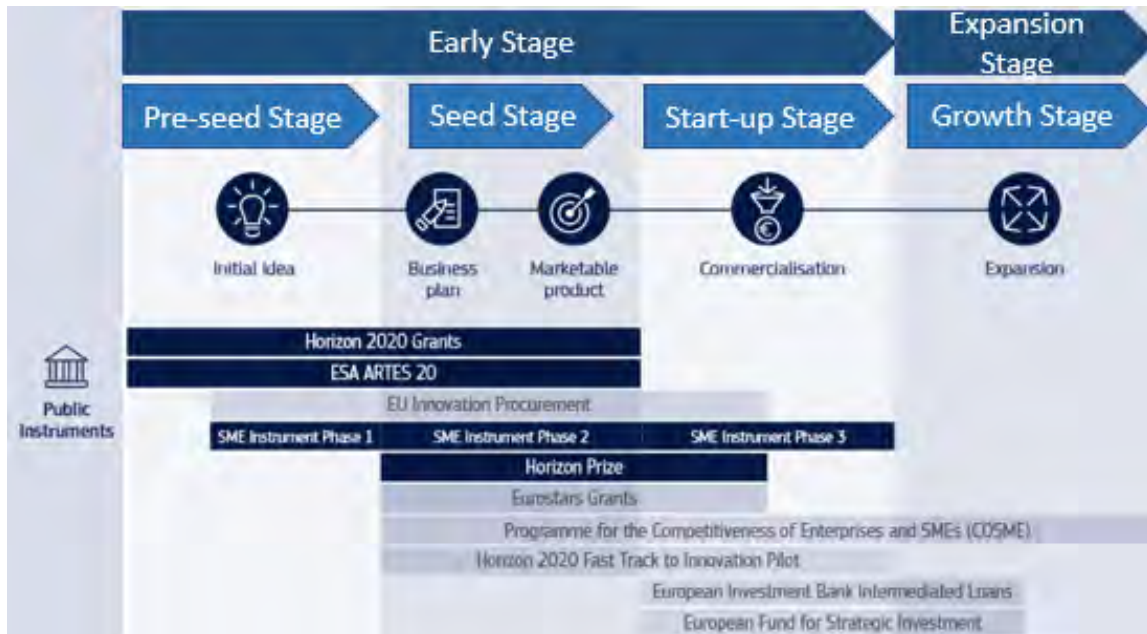 Early Stage
Expansion
Stage
Pre-seed Stage
Seed Stage
Start-up Stage
Growth Stage
€
Initial idea
Business
plan
Marketable
product
Commercialisation
Expansion
Public
Instruments
Horizon 2020 Grants
ESA ARTES 20
EU Innovation Procurement
SME Instrument Phase 1
SME Instrument Phase 2
SME Instrument Phase 3
Horizon Prize
Eurostars Grants
Programme for the Competitiveness of Enterprises and SMEs (COSME)
Horizon 2020 Fast Track to Innovation Pilot
European Investment Bank Intermediated Loans
European Fund for Strategic Investment